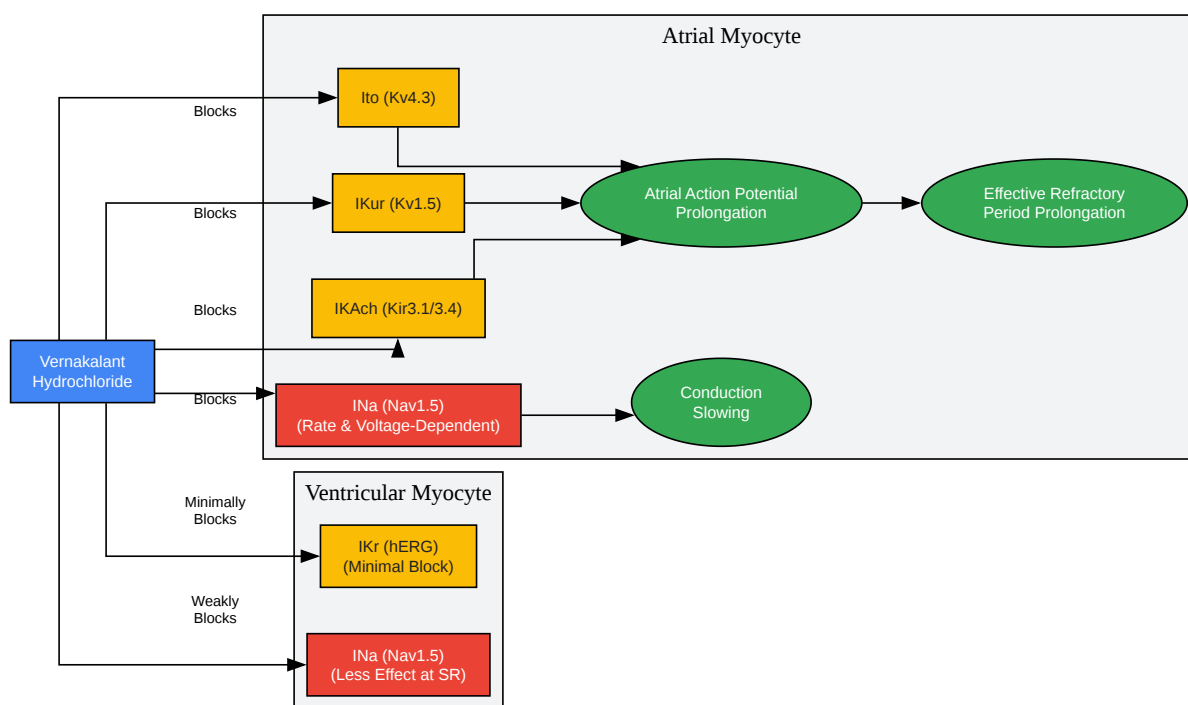 Atrial Myocyte
Blocks
Ito (Kv4.3)
Blocks
IKur (Kv1.5)
Atrial Action Potential
Prolongation
Effective Refractory
Period Prolongation
Blocks
IKAch (Kir3.1/3.4)
Vernakalant
Hydrochloride
Blocks
INa (Nav1.5)
(Rate & Voltage-Dependent)
Conduction
Slowing
Ventricular Myocyte
Minimally
Blocks
IKr (hERG)
(Minimal Block)
Weakly
Blocks
INa (Nav1.5)
(Less Effect at SR)